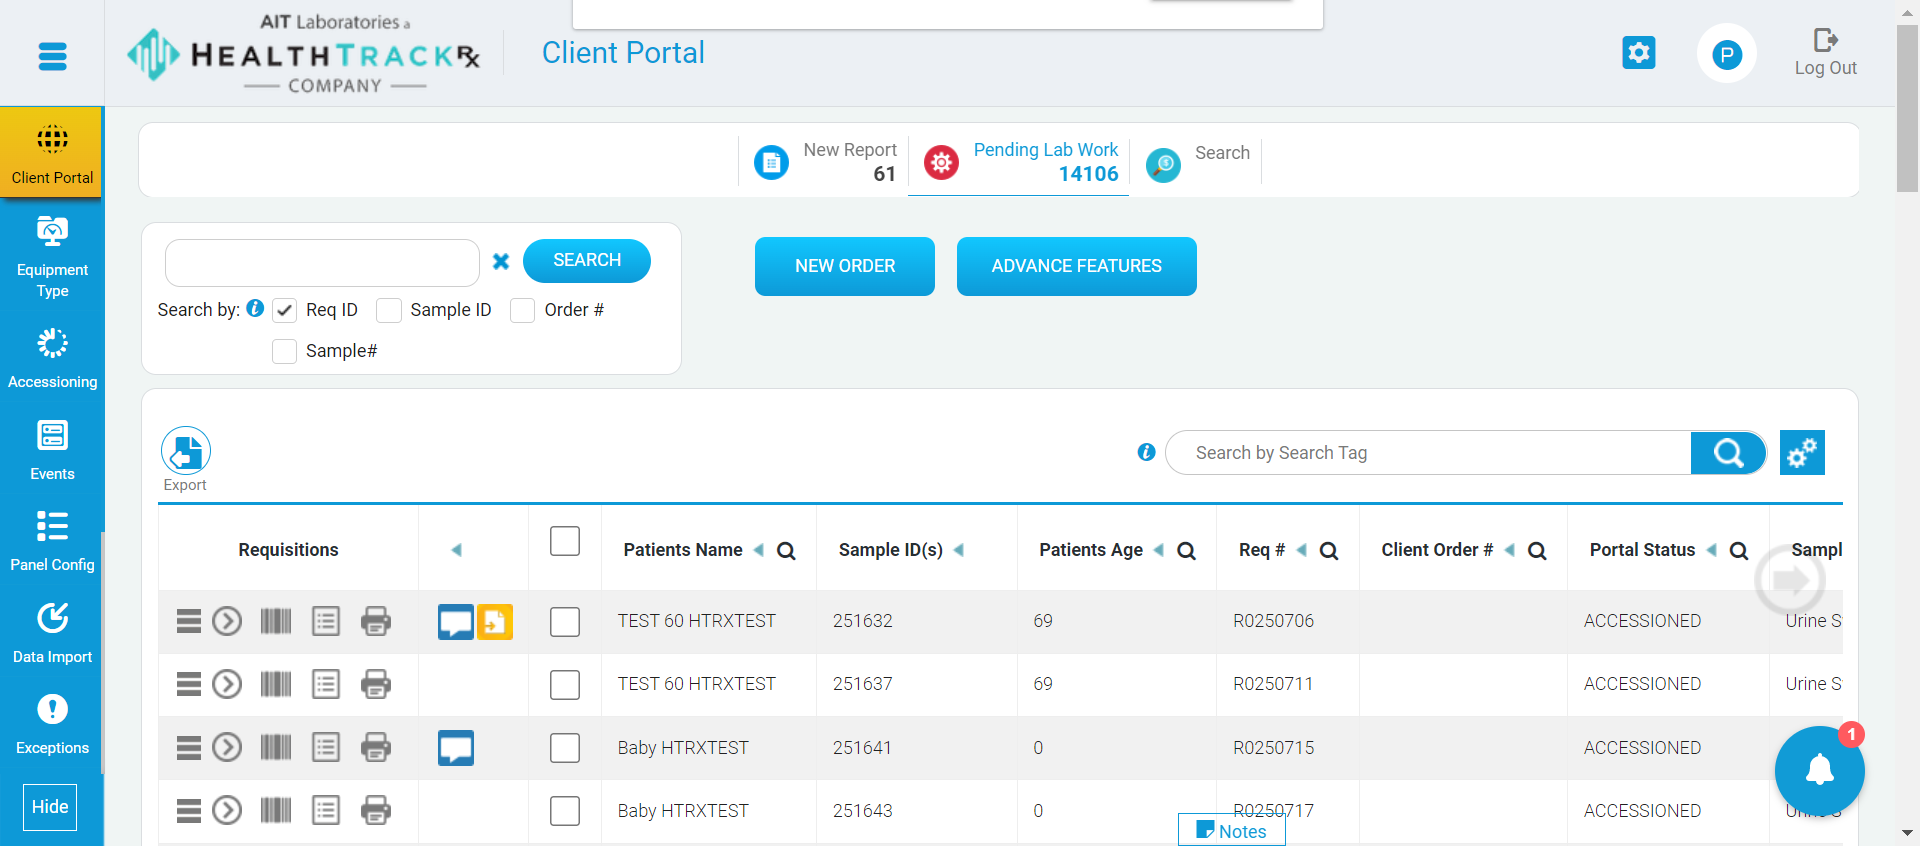 AIT Laboratories a
HEALTHTRACKRX
COMPANY
Client Portal
P
Log Out
Client Portal
Equipment
Type
Accessioning
Events
Panel Config
Data Import
Exceptions
Hide
New Report
61
Pending Lab Work
14106
Search
SEARCH
NEW ORDER
ADVANCE FEATURES
Search by: i Req ID Sample ID Order #
Sample#
Export
i Search by Search Tag
Requisitions Patients Name Sample ID(s) Patients Age Req # Client Order # Portal Status Sampl
TEST 60 HTRXTEST 251632 69 R0250706 ACCESSIONED Urine S
TEST 60 HTRXTEST 251637 69 R0250711 ACCESSIONED Urine S
Baby HTRXTEST 251641 0 R0250715 ACCESSIONED
Baby HTRXTEST 251643 0 R0250717 ACCESSIONED Urine S
1
Notes